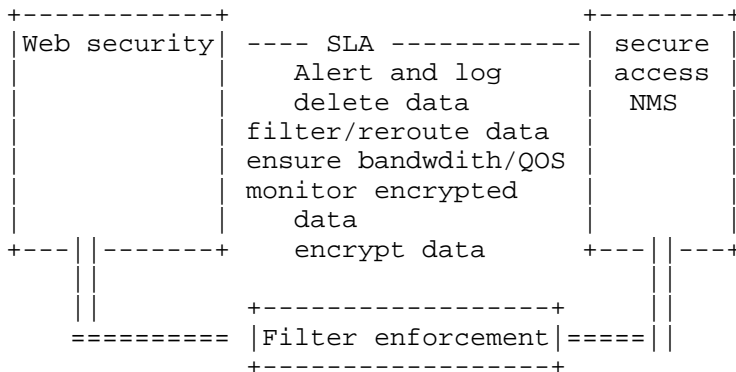 Web security ---- SLA ------------ secure
Alert and log access
delete data NMS
filter/reroute data
ensure bandwdith/QOS
monitor encrypted
data
encrypt data
Filter enforcement